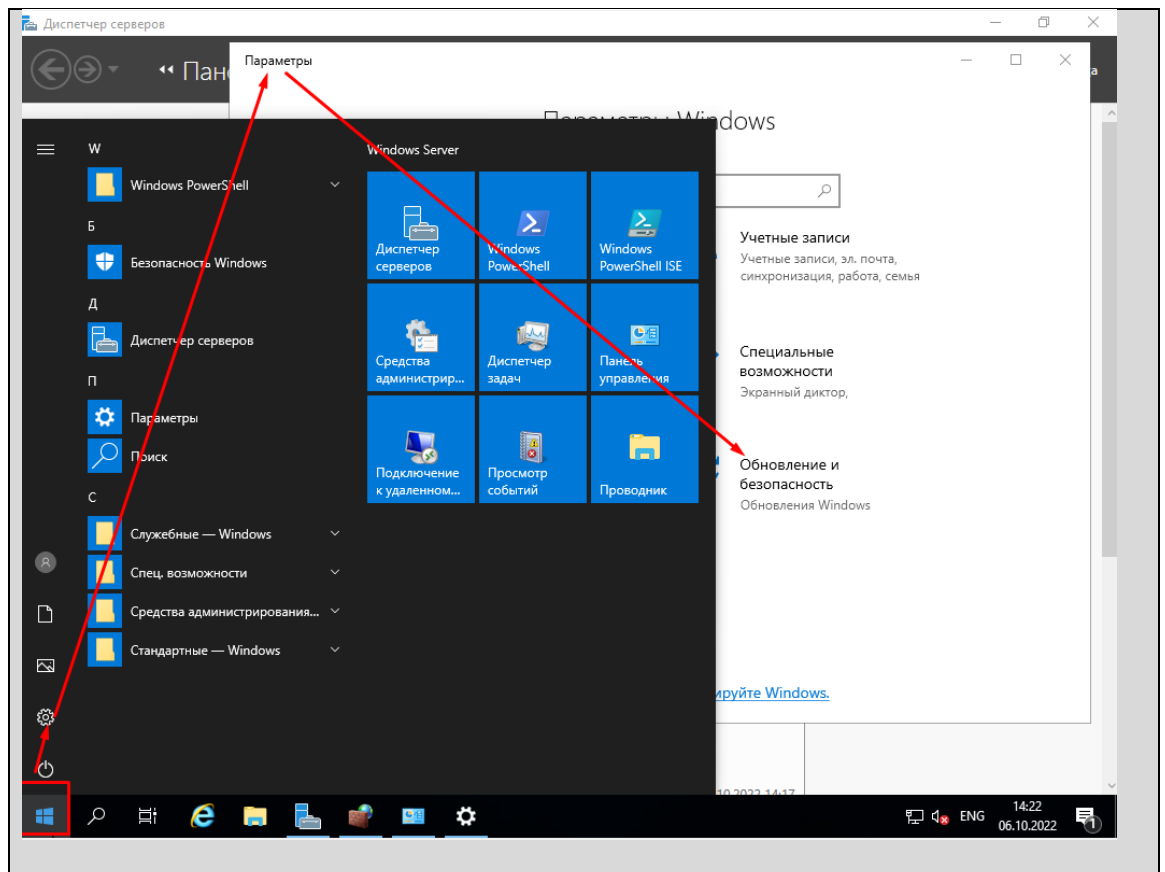 Диспетчер серверов
Пан
Параметры
а
Windows
W
Windows PowerShell
Б
Безопасность Windows
Д
Диспетчер серверов
П
Параметры
Поиск
С
Служебные — Windows
Спец. возможности
Средства администрирования...
Стандартные — Windows
Windows Server
Диспетчер
серверов
Windows
PowerShell
Windows
PowerShell ISE
Средства
администрир...
Диспетчер
задач
Панель
управления
Подключение
к удаленном...
Просмотр
событий
Проводник
Учетные записи
Учетные записи, эл. почта,
синхронизация, работа, семья
Специальные
возможности
Экранный диктор,
Обновление и
безопасность
Обновления Windows
ируйте Windows.
ENG
14:22
06.10.2022
1